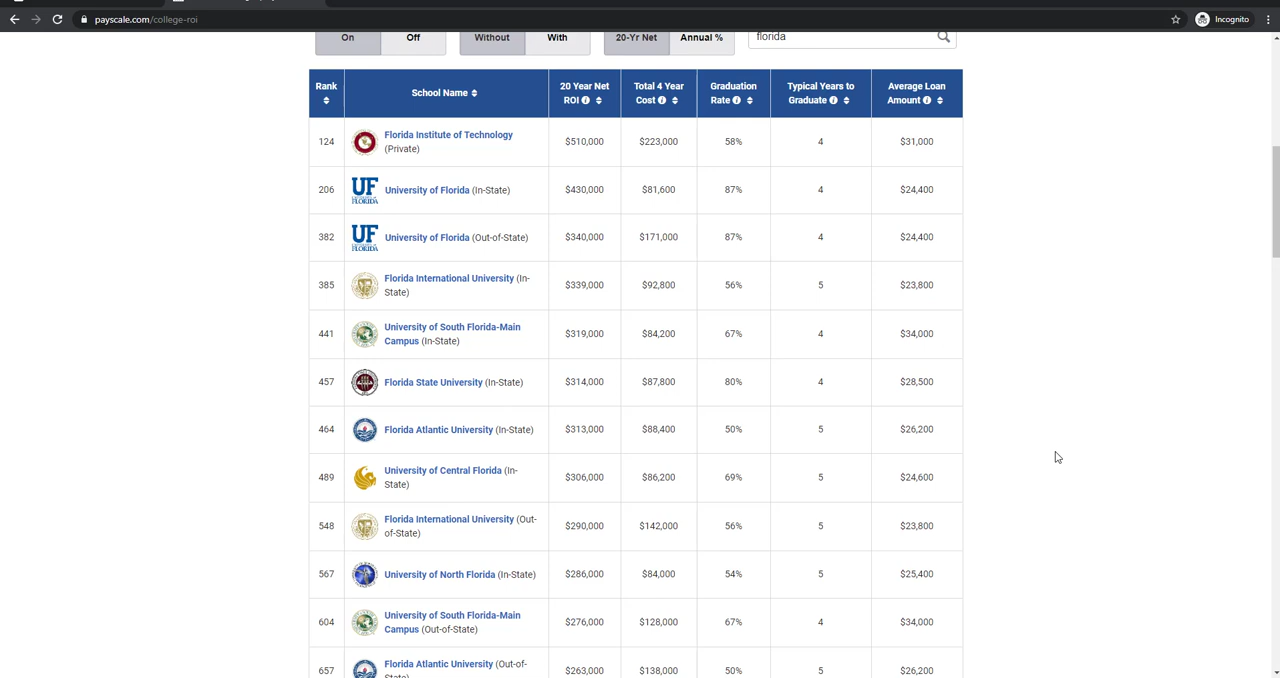 payscale.com/college-roi
Incognito
On Off Without With 20-Yr Net Annual % florida
Rank School Name 20 Year Net ROI Total 4 Year Cost Graduation Rate Typical Years to Graduate Average Loan Amount
124 Florida Institute of Technology (Private) $510,000 $223,000 58% 4 $31,000
206 UF FLORIDA University of Florida (In-State) $430,000 $81,600 87% 4 $24,400
382 UF FLORIDA University of Florida (Out-of-State) $340,000 $171,000 87% 4 $24,400
385 Florida International University (In-State) $339,000 $92,800 56% 5 $23,800
441 University of South Florida-Main Campus (In-State) $319,000 $84,200 67% 4 $34,000
457 Florida State University (In-State) $314,000 $87,800 80% 4 $28,500
464 Florida Atlantic University (In-State) $313,000 $88,400 50% 5 $26,200
489 University of Central Florida (In-State) $306,000 $86,200 69% 5 $24,600
548 Florida International University (Out-of-State) $290,000 $142,000 56% 5 $23,800
567 University of North Florida (In-State) $286,000 $84,000 54% 5 $25,400
604 University of South Florida-Main Campus (Out-of-State) $276,000 $128,000 67% 4 $34,000
657 Florida Atlantic University (Out-of-State) $263,000 $138,000 50% 5 $26,200